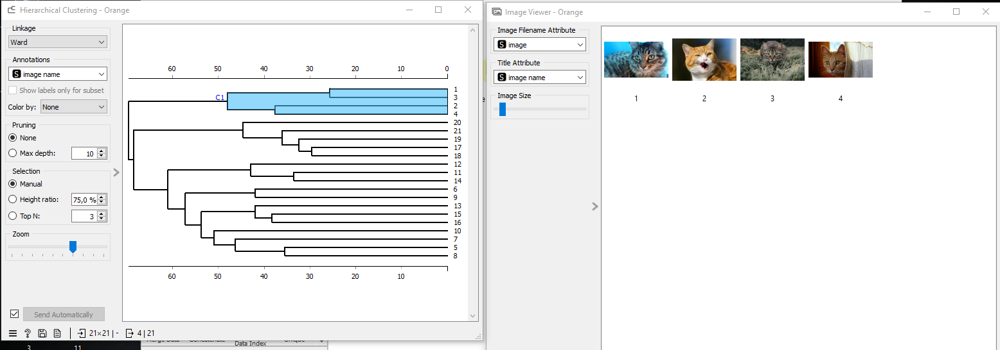 Hierarchical Clustering - Orange
Linkage
Ward
Annotations
S image name
Show labels only for subset
Color by: None
Pruning
None
Max depth: 10
Selection
Manual
Height ratio: 75,0 %
Top N: 3
Zoom
Send Automatically
60 50 40 30 20 10 0
C1
1
3
2
4
20
21
19
17
18
12
11
14
6
9
13
15
16
10
7
5
8
60 50 40 30 20 10
? 21×21 | - 4 | 21
3 11
Data Index
Image Viewer - Orange
Image Filename Attribute
S image
Title Attribute
S image name
Image Size
1 2 3 4